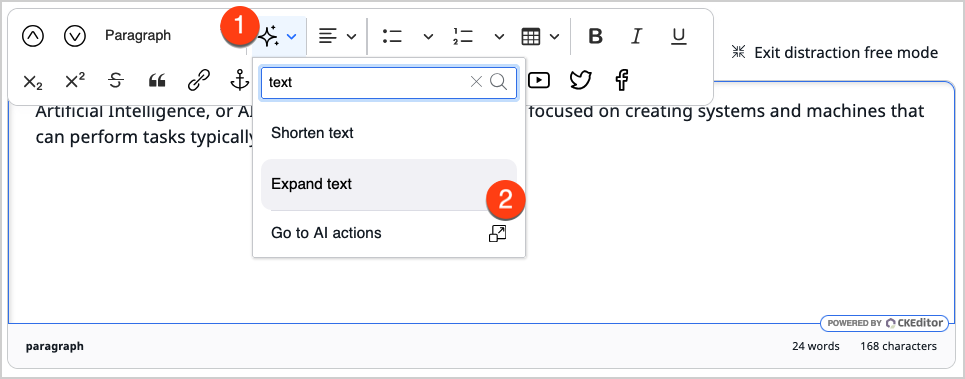 1
Paragraph
B I U
Exit distraction free mode
X2 X2 S
text
Artificial Intelligence, or AI focused on creating systems and machines that
can perform tasks typically
Shorten text
Expand text
2
Go to AI actions
POWERED BY CKEditor
paragraph 24 words 168 characters